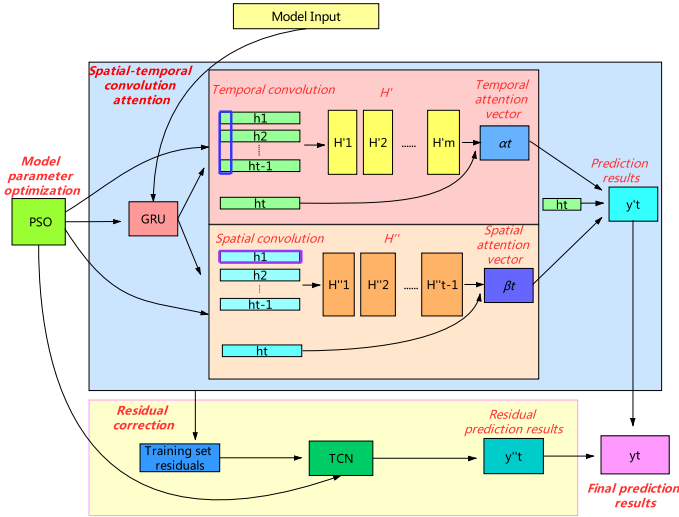 Model Input
Spatial-temporal
convolution
attention
Temporal convolution
H'
Temporal
attention
vector
h1
h2
ht-1
ht
H'1
H'2
......
H'm
αt
Model
parameter
optimization
PSO
GRU
Prediction
results
ht
y't
Spatial convolution
H''
Spatial
attention
vector
h1
h2
ht-1
ht
H''1
H''2
......
H''t-1
βt
Residual
correction
Training set
residuals
TCN
Residual
prediction results
y''t
yt
Final prediction
results